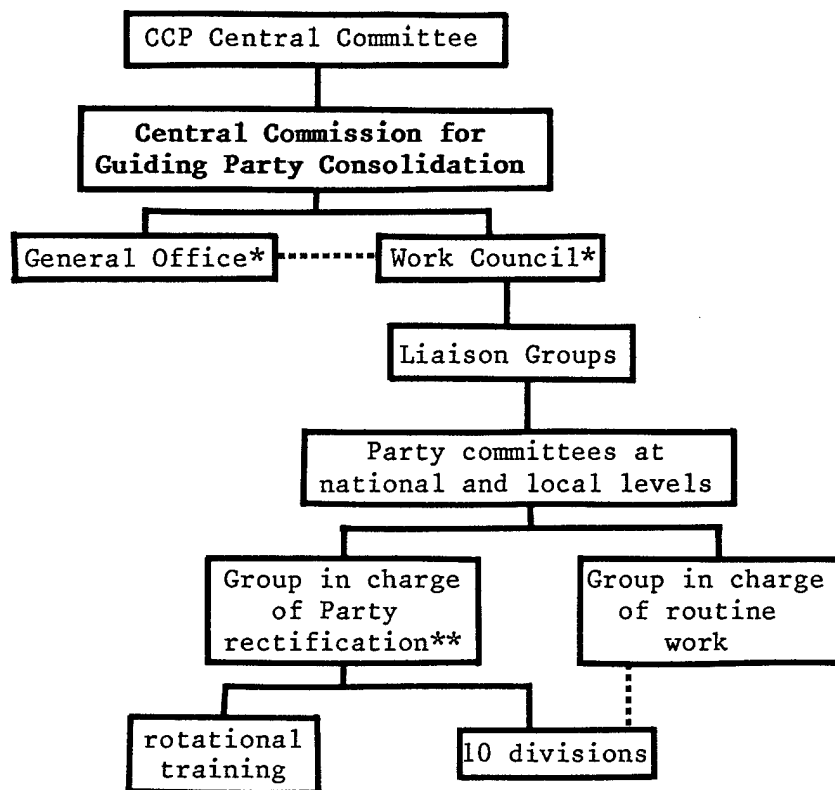 CCP Central Committee
Central Commission for
Guiding Party Consolidation
General Office*
Work Council*
Liaison Groups
Party committees at
national and local levels
Group in charge
of Party
rectification**
Group in charge
of routine
work
rotational
training
10 divisions